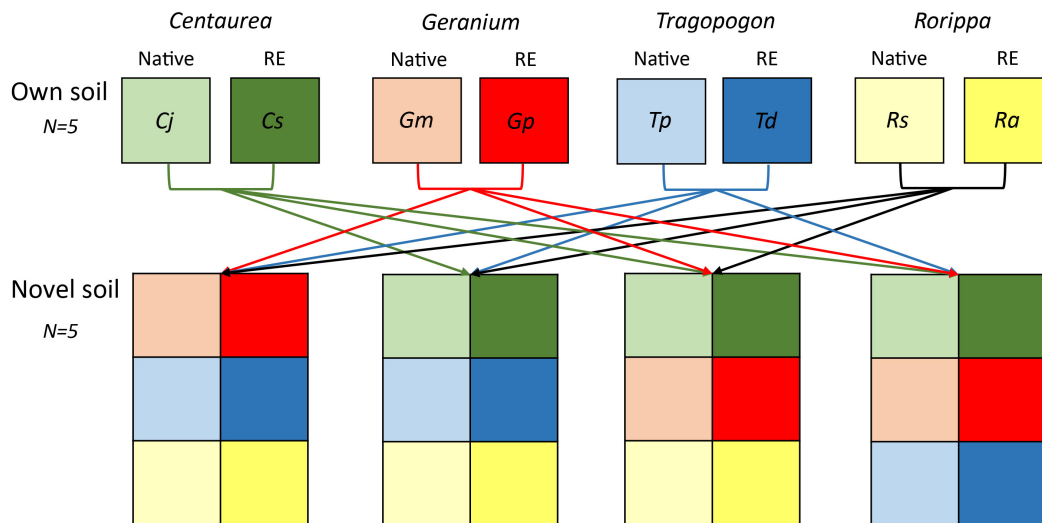 Centaurea Geranium Tragopogon Rorippa
Native RE Native RE Native RE Native RE
Own soil
N=5
Cj Cs Gm Gp Tp Td Rs Ra
Novel soil
N=5